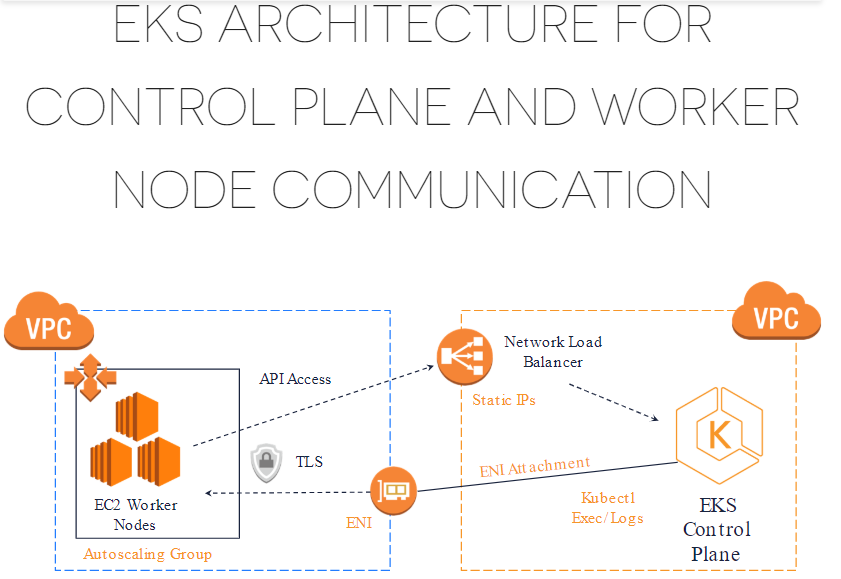 EKS ARCHITECTURE FOR
CONTROL PLANE AND WORKER
NODE COMMUNICATION
VPC
VPC
Network Load
Balancer
API Access
Static IPs
K
TLS
ENI Attachment
EC2 Worker
Nodes
ENI
Kubectl
Exec/Logs
EKS
Control
Plane
Autoscaling Group